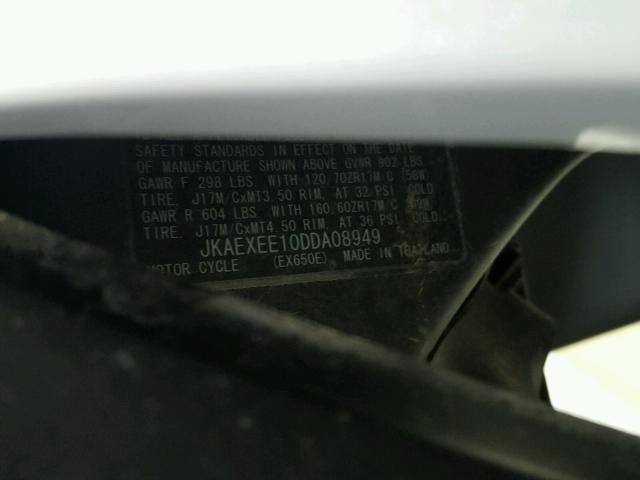 SAFETY STANDARDS IN EFFECT ON THE DATE
OF MANUFACTURE SHOWN ABOVE GVWR 902 LBS.
GAWR F 298 LBS. WITH 120/70ZR17M/C (58W)
TIRE, J17M/CxMT3.50 RIM, AT 32 PSI COLD
GAWR R 604 LBS. WITH 160/60ZR17M/C
TIRE, J17M/CxMT4.50 RIM, AT 36 PSI COLD.
JKAEXEE10DDA08949
MOTOR CYCLE (EX650E) MADE IN THAILAND